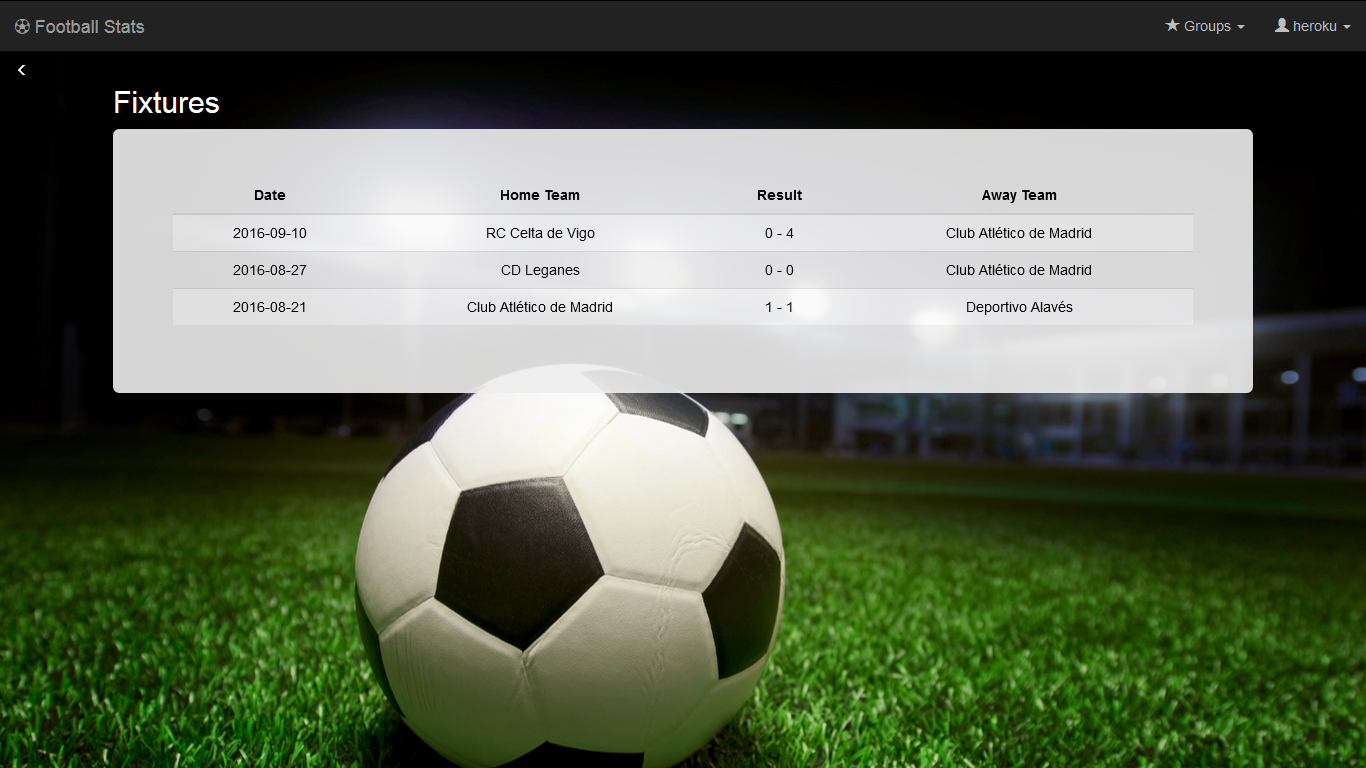 Football Stats Groups heroku
Fixtures
Date Home Team Result Away Team
2016-09-10 RC Celta de Vigo 0 - 4 Club Atlético de Madrid
2016-08-27 CD Leganes 0 - 0 Club Atlético de Madrid
2016-08-21 Club Atlético de Madrid 1 - 1 Deportivo Alavés